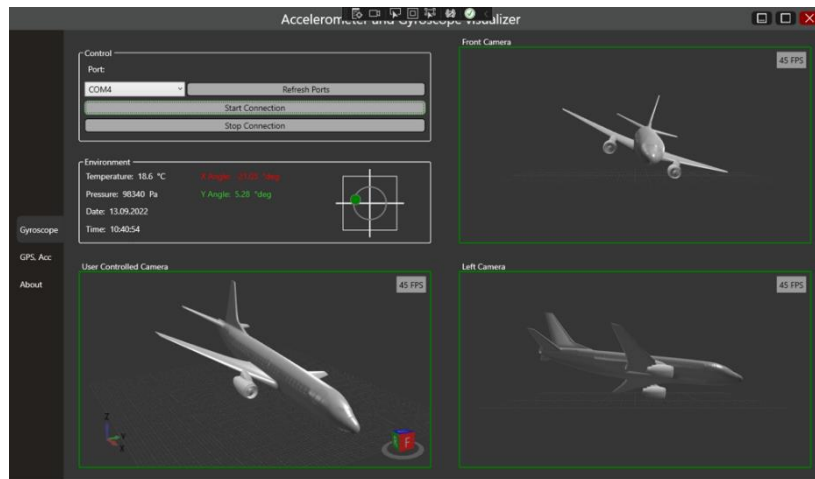 Accelerometer and Gyroscope Visualizer
Control
Port:
COM4
Refresh Ports
Start Connection
Stop Connection
Environment
Temperature: 18.6 °C
X Angle: °deg
Pressure: 98340 Pa
Y Angle: 5.28 °deg
Date: 13.09.2022
Time: 10:40:54
Gyroscope
GPS, Acc
About
Front Camera
45 FPS
User Controlled Camera
45 FPS
Z
Y
X
F
Left Camera
45 FPS